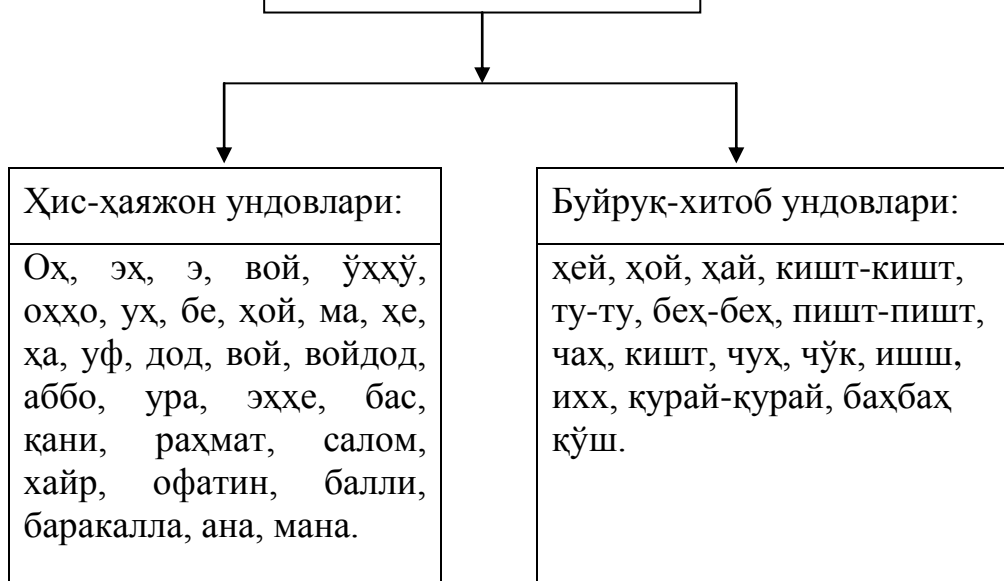 Ҳис-ҳаяжон ундовлари:
Оҳ, эҳ, э, вой, ўҳҳў,
оҳҳо, уҳ, бе, ҳой, ма, ҳе,
ҳа, уф, дод, вой, войдод,
аббо, ура, эҳҳе, бас,
қани, раҳмат, салом,
хайр, офатин, балли,
баракалла, ана, мана.
Буйруқ-хитоб ундовлари:
ҳей, ҳой, ҳай, кишт-кишт,
ту-ту, беҳ-беҳ, пишт-пишт,
чаҳ, кишт, чуҳ, чўк, ишш,
ихх, қурай-қурай, баҳбаҳ
қўш.